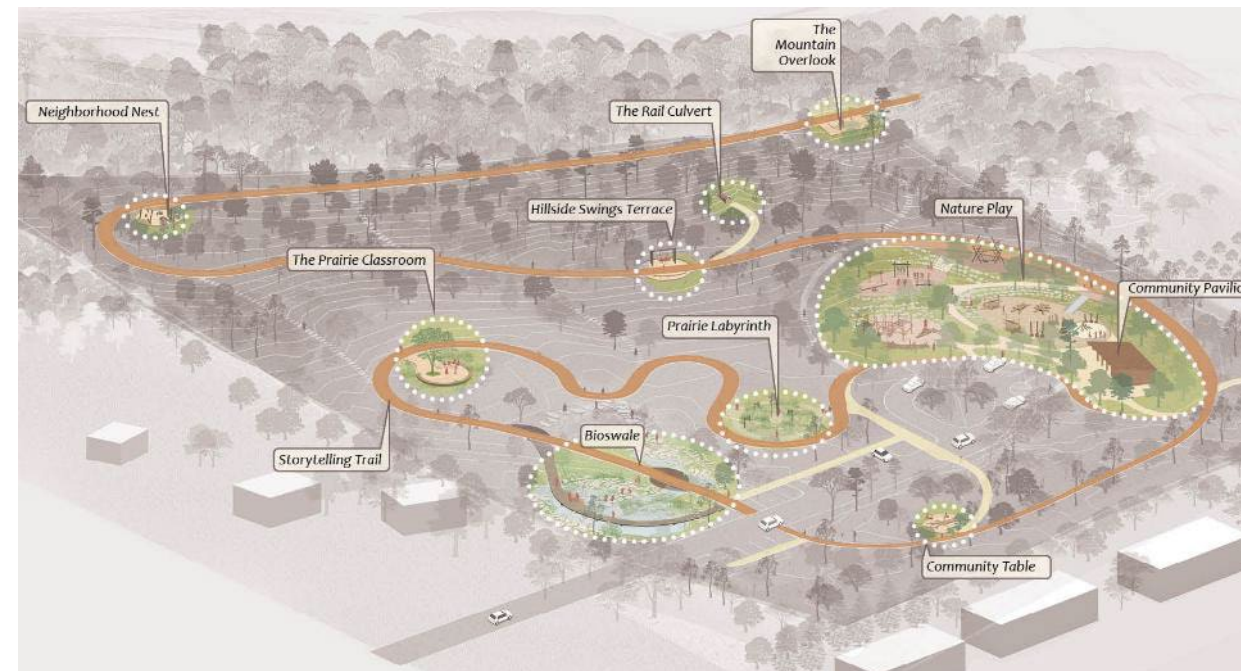 The
Mountain
Overlook
Neighborhood Nest
The Rail Culvert
Hillside Swings Terrace
Nature Play
The Prairie Classroom
Community Pavilio
Prairie Labyrinth
Bioswale
Storytelling Trail
Community Table